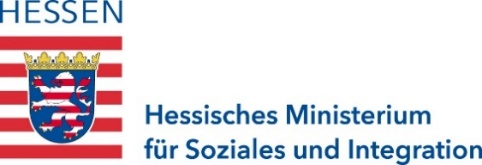 HESSEN
Hessisches Ministerium
für Soziales und Integration